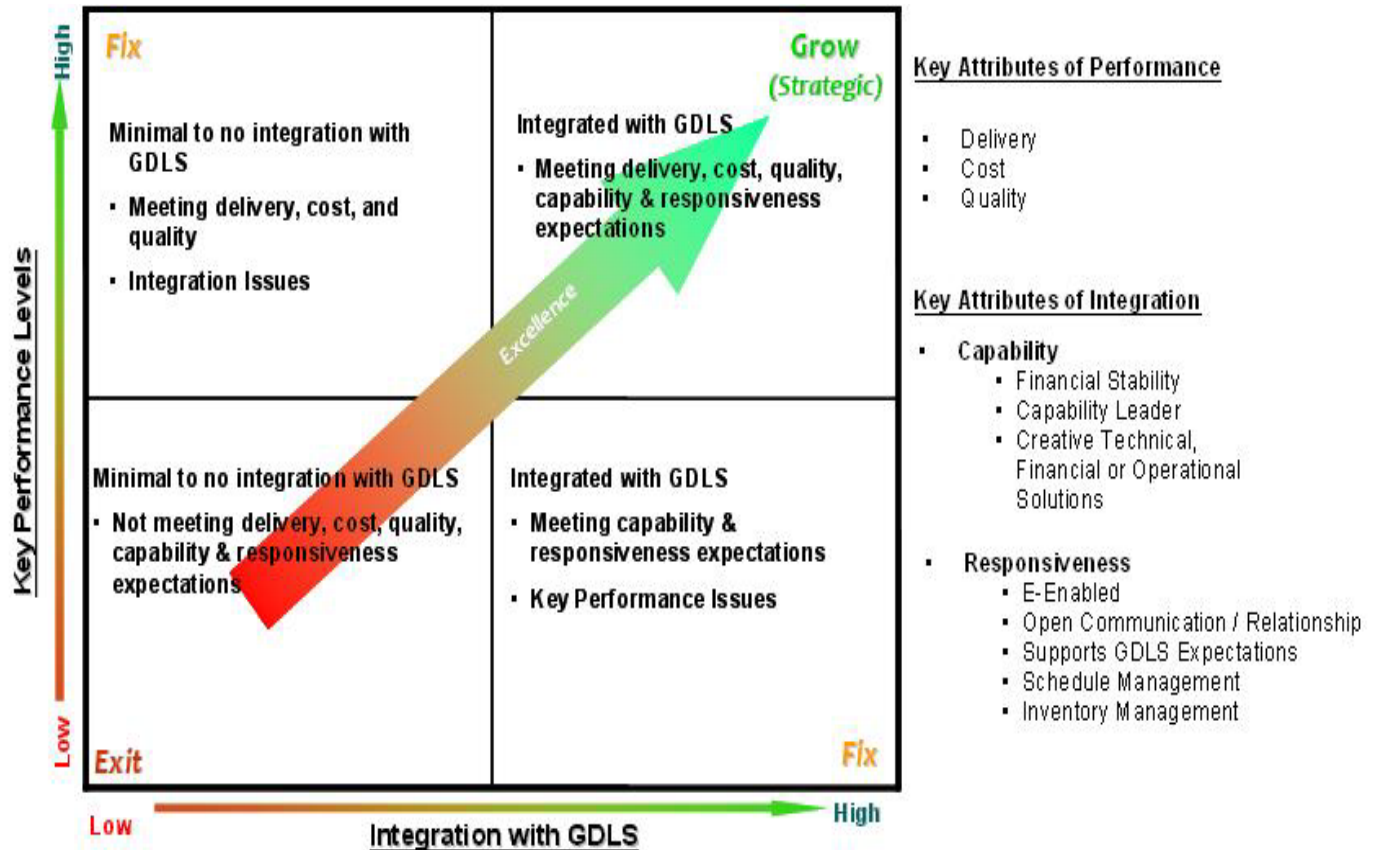 High
Key Performance Levels
Low
Fix
Minimal to no integration with
GDLS
▪ Meeting delivery, cost, and
quality
▪ Integration Issues
Grow
(Strategic)
Integrated with GDLS
▪ Meeting delivery, cost, quality,
capability & responsiveness
expectations
Excellence
Minimal to no integration with GDLS
▪ Not meeting delivery, cost, quality,
capability & responsiveness
expectations
Exit
Integrated with GDLS
▪ Meeting capability &
responsiveness expectations
▪ Key Performance Issues
Fix
Low
Integration with GDLS
High
Key Attributes of Performance
▪ Delivery
▪ Cost
▪ Quality
Key Attributes of Integration
▪ Capability
▪ Financial Stability
▪ Capability Leader
▪ Creative Technical,
Financial or Operational
Solutions
▪ Responsiveness
▪ E-Enabled
▪ Open Communication / Relationship
▪ Supports GDLS Expectations
▪ Schedule Management
▪ Inventory Management